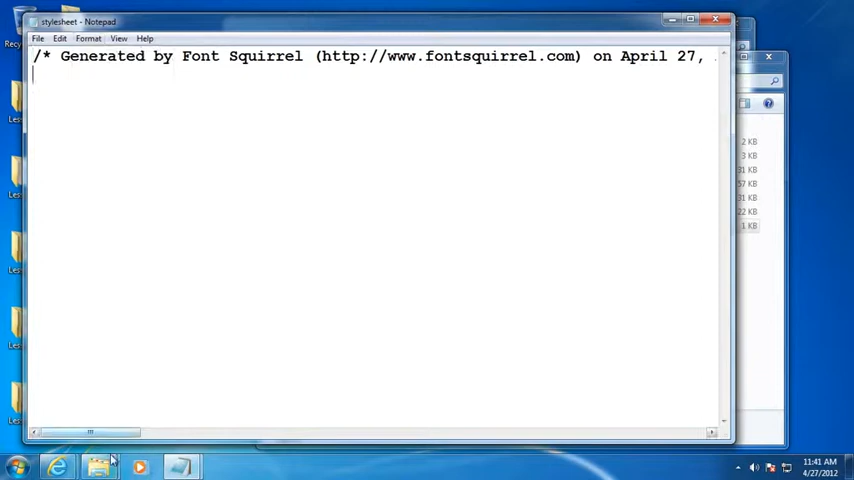 stylesheet - Notepad
File Edit Format View Help
/* Generated by Font Squirrel (http://www.fontsquirrel.com) on April 27,
2 KB
3 KB
31 KB
57 KB
31 KB
22 KB
1 KB
11:41 AM
4/27/2012